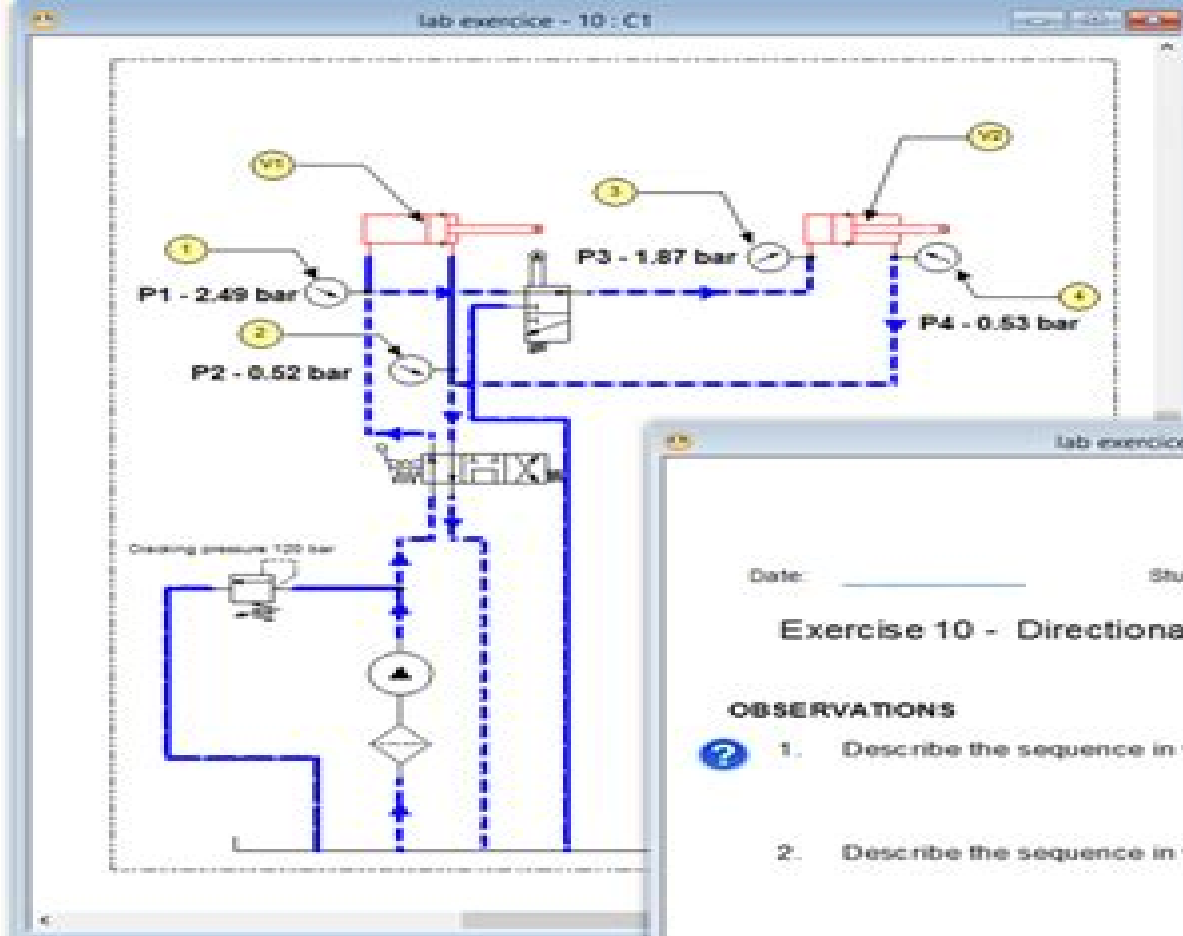 lab exercice - 10 : C1
V1
V2
3
1
P3 - 1.87 bar
P1 - 2.49 bar
4
2
P4 - 0.53 bar
P2 - 0.52 bar
lab exercice
Cracking pressure 120 bar
Date:
Stu
Exercise 10 - Directiona
OBSERVATIONS
? 1. Describe the sequence in
2. Describe the sequence in